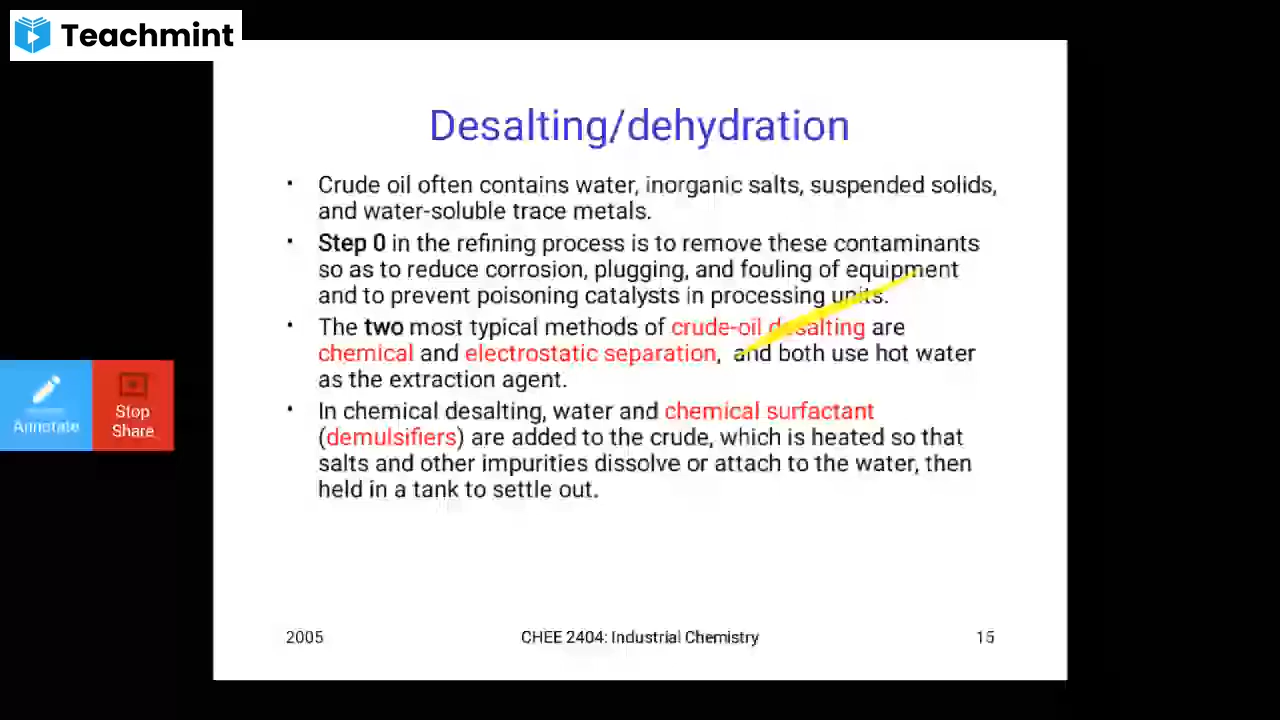 Teachmint
Desalting/dehydration
• Crude oil often contains water, inorganic salts, suspended solids,
and water-soluble trace metals.
• Step 0 in the refining process is to remove these contaminants
so as to reduce corrosion, plugging, and fouling of equipment
and to prevent poisoning catalysts in processing units.
• The two most typical methods of crude-oil desalting are
chemical and electrostatic separation, and both use hot water
as the extraction agent.
• In chemical desalting, water and chemical surfactant
(demulsifiers) are added to the crude, which is heated so that
salts and other impurities dissolve or attach to the water, then
held in a tank to settle out.
Annotate
Stop
Share
2005
CHEE 2404: Industrial Chemistry
15